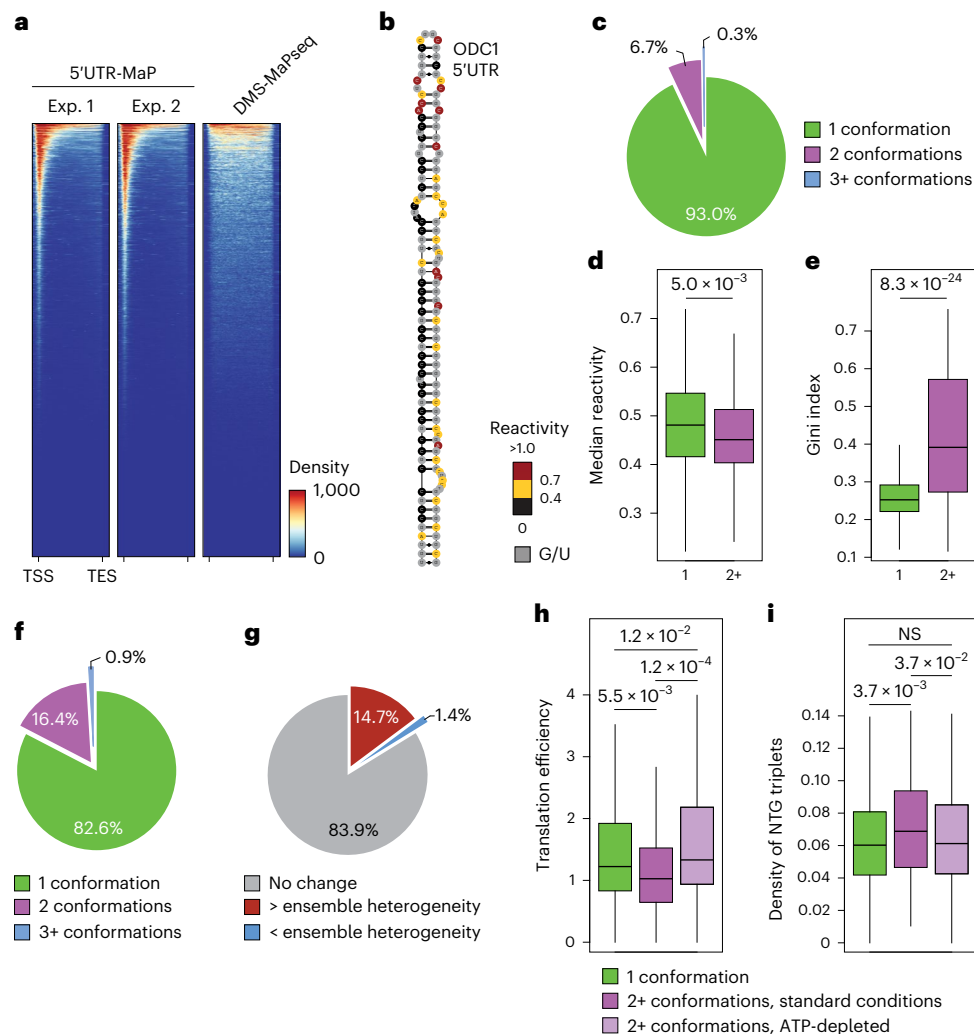 a
5′UTR-MaP
Exp. 1
Exp. 2
DMS-MaPseq
Density
1,000
0
TSS
TES
b
ODC1
5′UTR
Reactivity
>1.0
0.7
0.4
0
G/U
c
6.7%
0.3%
93.0%
1 conformation
2 conformations
3+ conformations
d
5.0 × 10⁻³
Median reactivity
0.7
0.6
0.5
0.4
0.3
1
2+
e
8.3 × 10⁻²⁴
Gini index
0.7
0.6
0.5
0.4
0.3
0.2
0.1
1
2+
f
0.9%
16.4%
82.6%
1 conformation
2 conformations
3+ conformations
g
14.7%
1.4%
83.9%
No change
> ensemble heterogeneity
< ensemble heterogeneity
h
1.2 × 10⁻²
1.2 × 10⁻⁴
5.5 × 10⁻³
Translation efficiency
4
3
2
1
0
i
NS
3.7 × 10⁻²
3.7 × 10⁻³
Density of NTG triplets
0.14
0.12
0.10
0.08
0.06
0.04
0.02
0
1 conformation
2+ conformations, standard conditions
2+ conformations, ATP-depleted